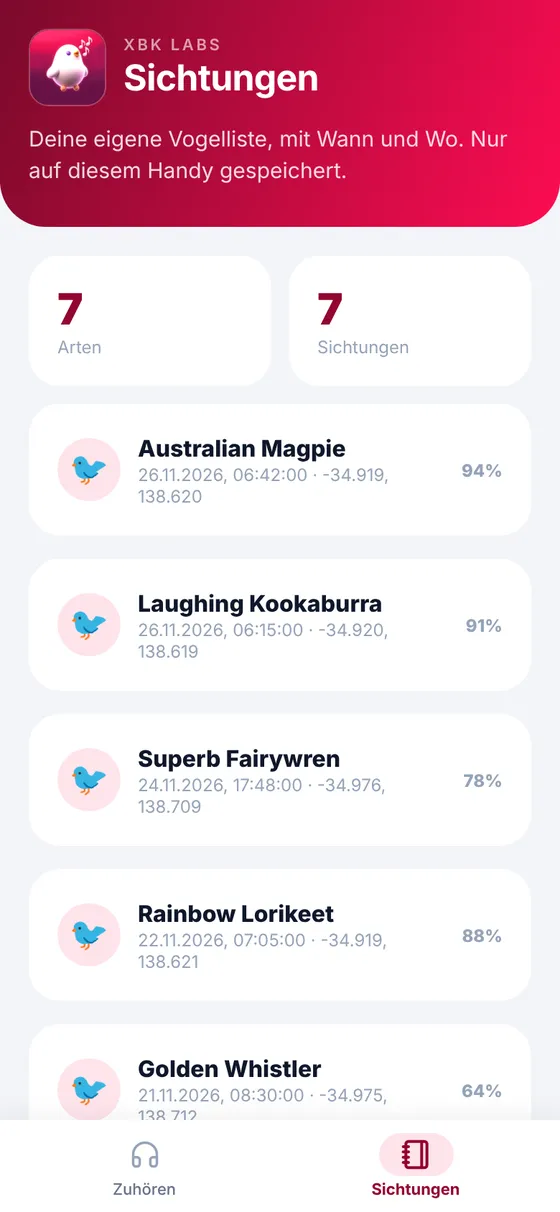 XBK LABS
Sichtungen
Deine eigene Vogelliste, mit Wann und Wo. Nur
auf diesem Handy gespeichert.
7
Arten
7
Sichtungen
Australian Magpie
26.11.2026, 06:42:00 · -34.919,
138.620
94%
Laughing Kookaburra
26.11.2026, 06:15:00 · -34.920,
138.619
91%
Superb Fairywren
24.11.2026, 17:48:00 · -34.976,
138.709
78%
Rainbow Lorikeet
22.11.2026, 07:05:00 · -34.919,
138.621
88%
Golden Whistler
21.11.2026, 08:30:00 · -34.975,
138.712
64%
Zuhören
Sichtungen